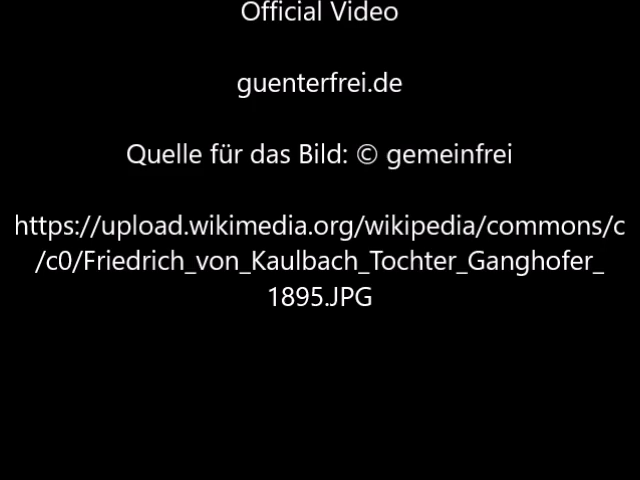 Official Video
guenterfrei.de
Quelle für das Bild: © gemeinfrei
https://upload.wikimedia.org/wikipedia/commons/c
/c0/Friedrich_von_Kaulbach_Tochter_Ganghofer_
1895.JPG